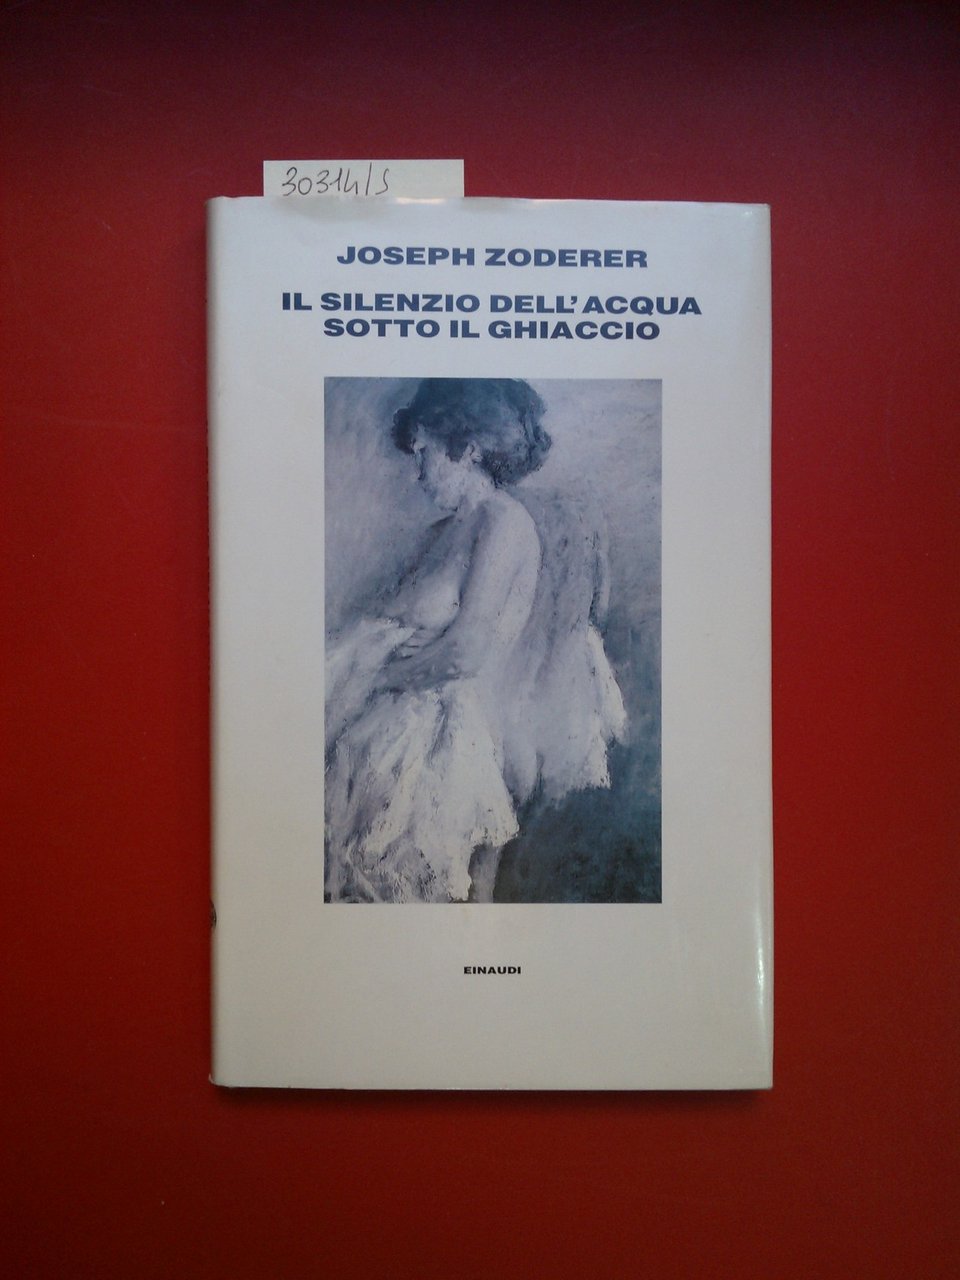 30314/S
JOSEPH ZODERER
IL SILENZIO DELL'ACQUA
SOTTO IL GHIACCIO
EINAUDI